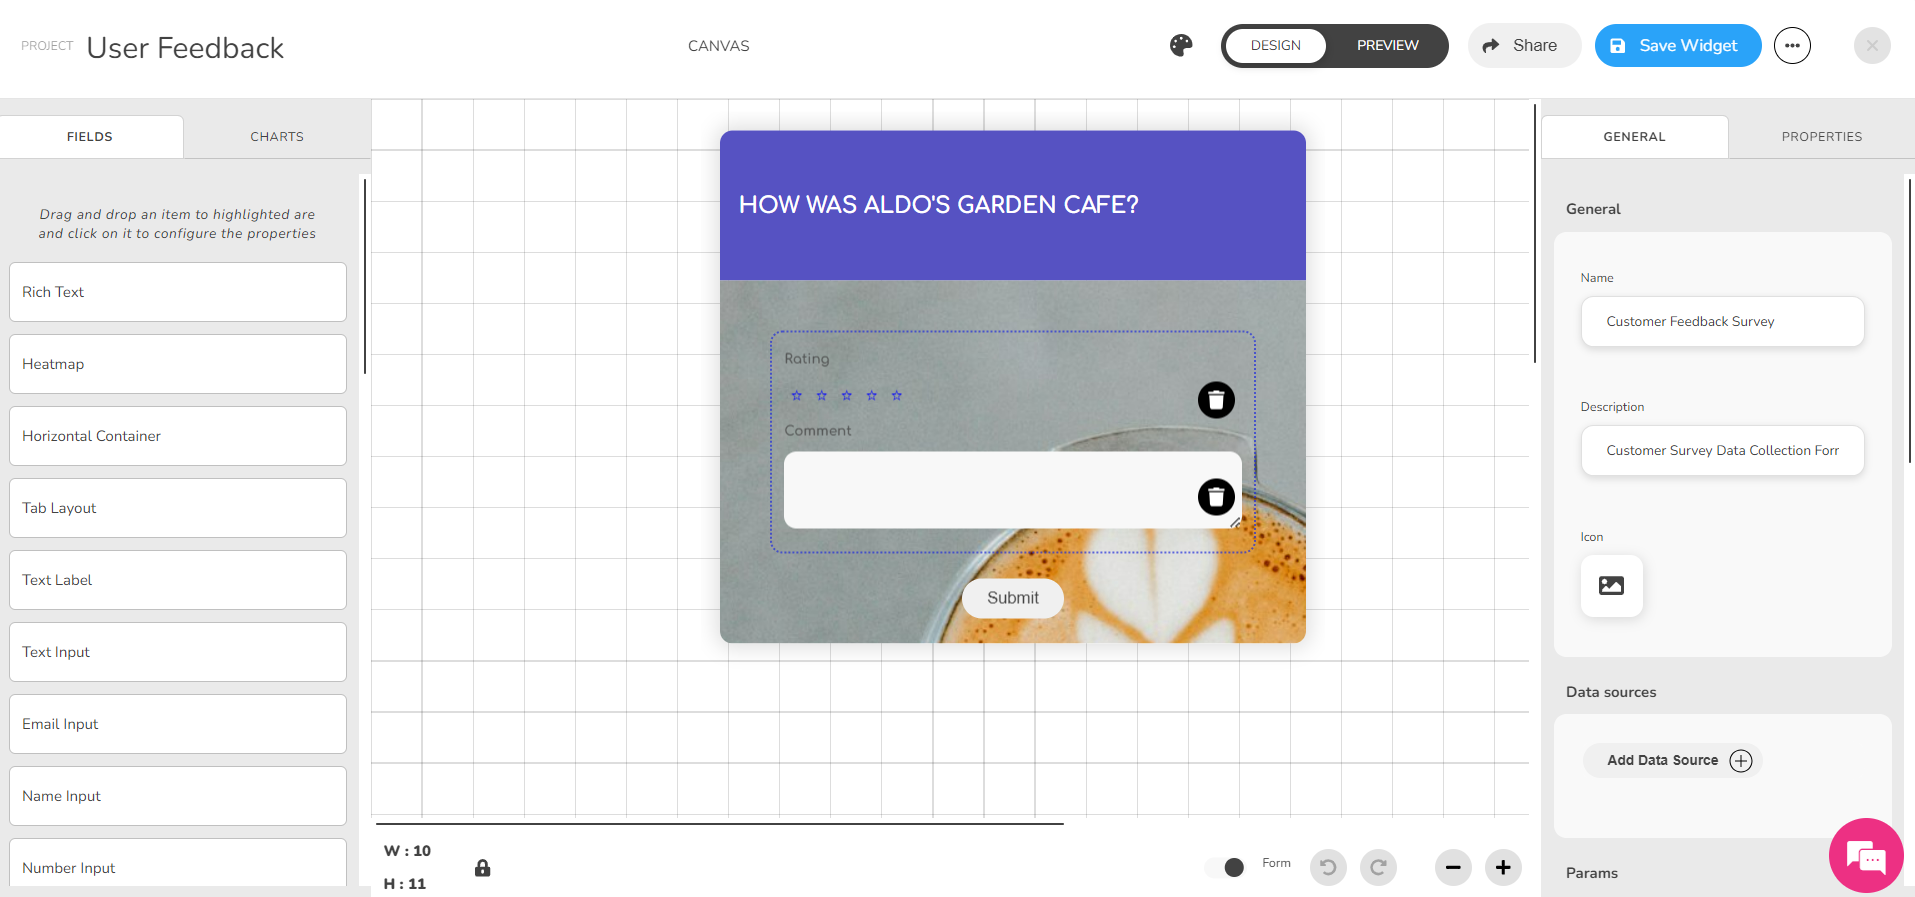 PROJECT User Feedback
CANVAS
DESIGN
PREVIEW
Share
Save Widget
FIELDS
CHARTS
Drag and drop an item to highlighted are
and click on it to configure the properties
Rich Text
Heatmap
Horizontal Container
Tab Layout
Text Label
Text Input
Email Input
Name Input
Number Input
HOW WAS ALDO'S GARDEN CAFE?
Rating
Comment
Submit
W : 10
H : 11
Form
GENERAL
PROPERTIES
General
Name
Customer Feedback Survey
Description
Customer Survey Data Collection Forr
Icon
Data sources
Add Data Source
Params